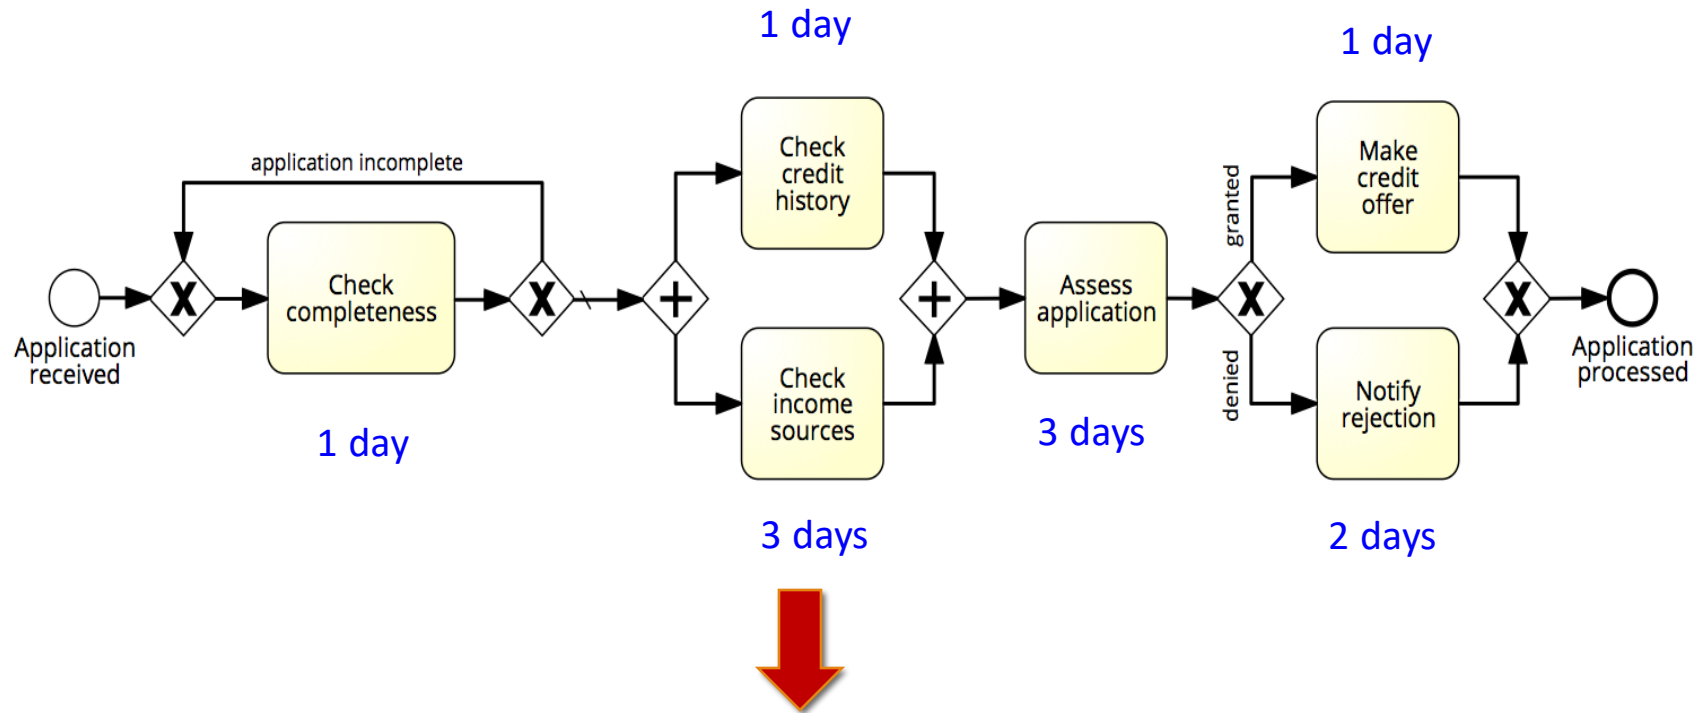 1 day
1 day
application incomplete
Check
credit
history
Make
credit
offer
granted
Check
completeness
Assess
application
Application
received
Application
processed
Check
income
sources
denied
Notify
rejection
1 day
3 days
3 days
2 days